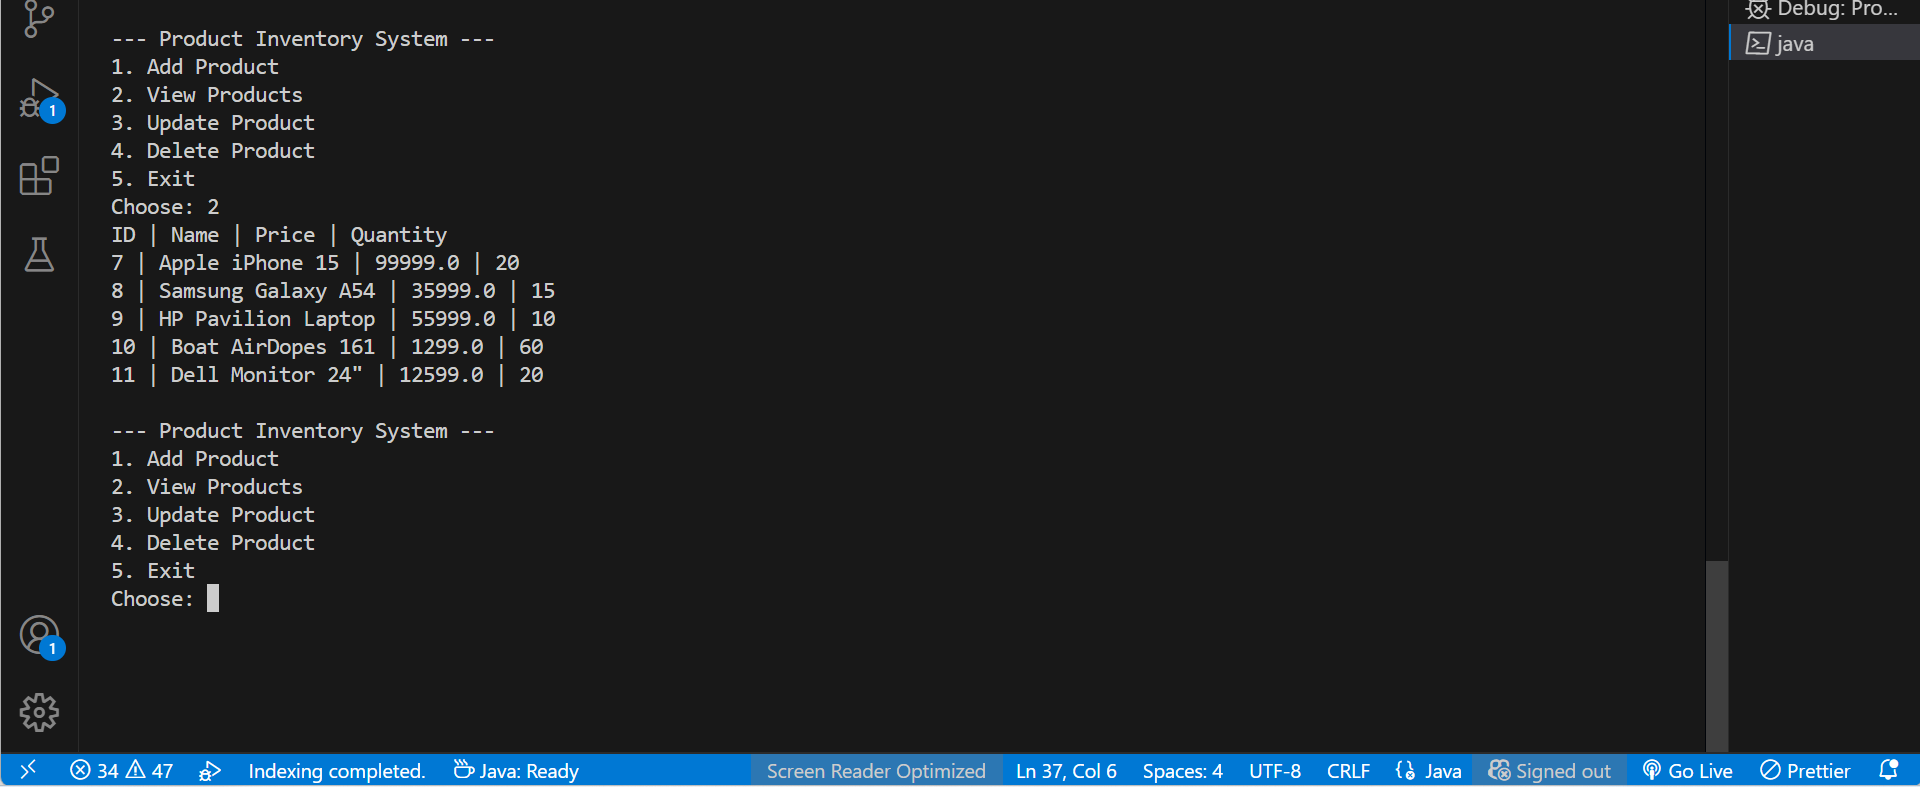 Debug: Pro...
java
--- Product Inventory System ---
1. Add Product
2. View Products
3. Update Product
4. Delete Product
5. Exit
Choose: 2
ID | Name | Price | Quantity
7 | Apple iPhone 15 | 99999.0 | 20
8 | Samsung Galaxy A54 | 35999.0 | 15
9 | HP Pavilion Laptop | 55999.0 | 10
10 | Boat AirDopes 161 | 1299.0 | 60
11 | Dell Monitor 24" | 12599.0 | 20
--- Product Inventory System ---
1. Add Product
2. View Products
3. Update Product
4. Delete Product
5. Exit
Choose:
1
1
34 47 Indexing completed. Java: Ready Screen Reader Optimized Ln 37, Col 6 Spaces: 4 UTF-8 CRLF {} Java Signed out Go Live Prettier